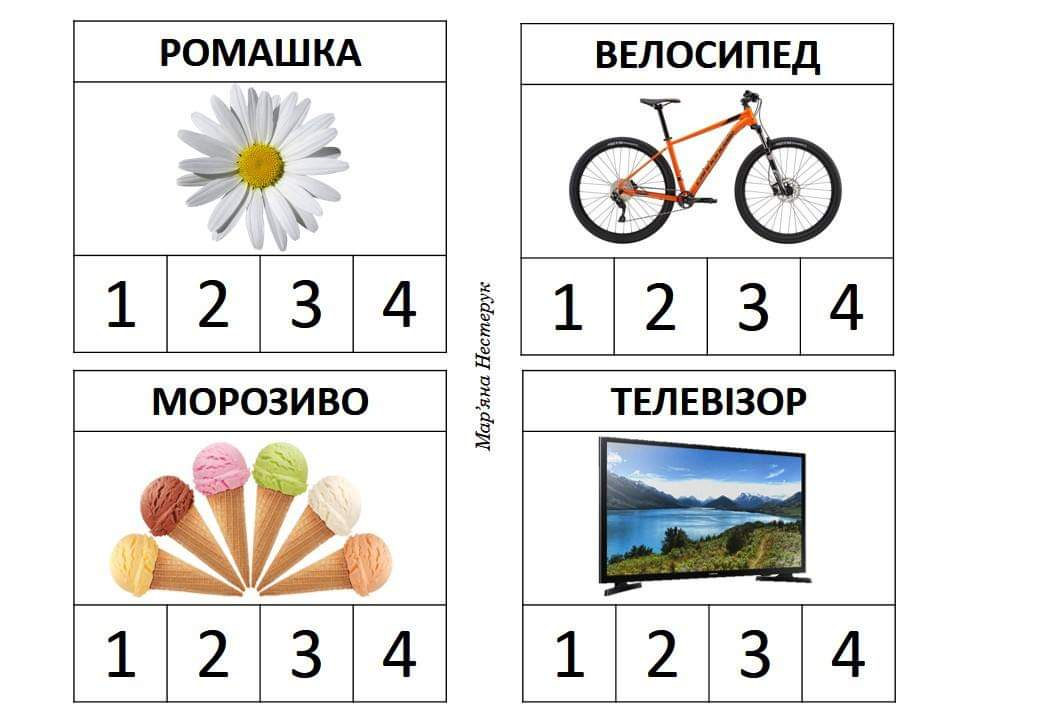 РОМАШКА
1 2 3 4
ВЕЛОСИПЕД
1 2 3 4
Мар'яна Нестерук
МОРОЗИВО
1 2 3 4
ТЕЛЕВІЗОР
1 2 3 4